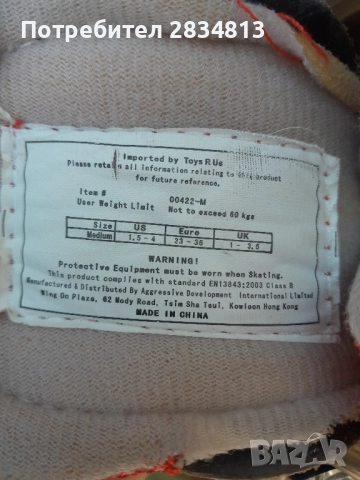 Потребител 2834813
Imported by Toys R Us
Please retain all information relating to this product
for future reference.
Item # 00422-M
User Weight Limit Not to exceed 60 kgs
Size US Euro UK
Medium 1.5-4 33-36 1-3.5
WARNING!
Protective Equipment must be worn when Skating.
This product complies with standard EN13843:2003 Class B
Manufactured & Distributed By Aggressive Development International Limited
Wing On Plaza, 62 Mody Road, Tsim Sha Tsui, Kowloon Hong Kong
MADE IN CHINA
BAZAR